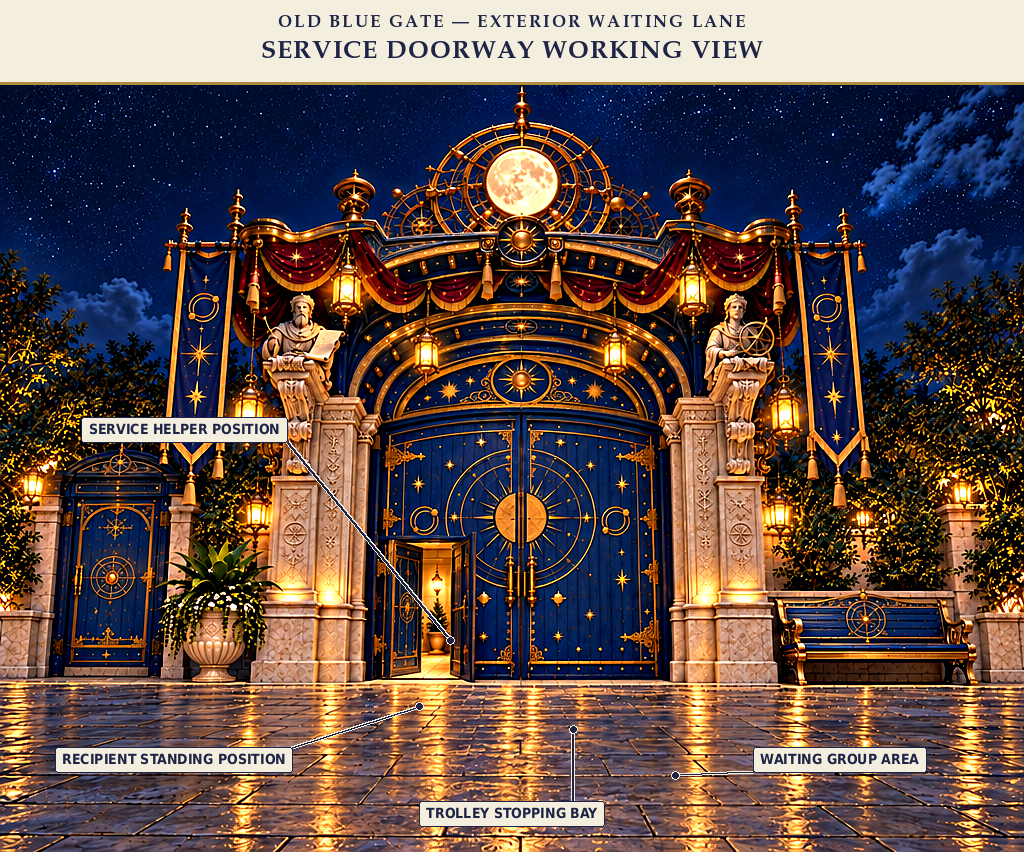 OLD BLUE GATE — EXTERIOR WAITING LANE
SERVICE DOORWAY WORKING VIEW
SERVICE HELPER POSITION
RECIPIENT STANDING POSITION
WAITING GROUP AREA
TROLLEY STOPPING BAY